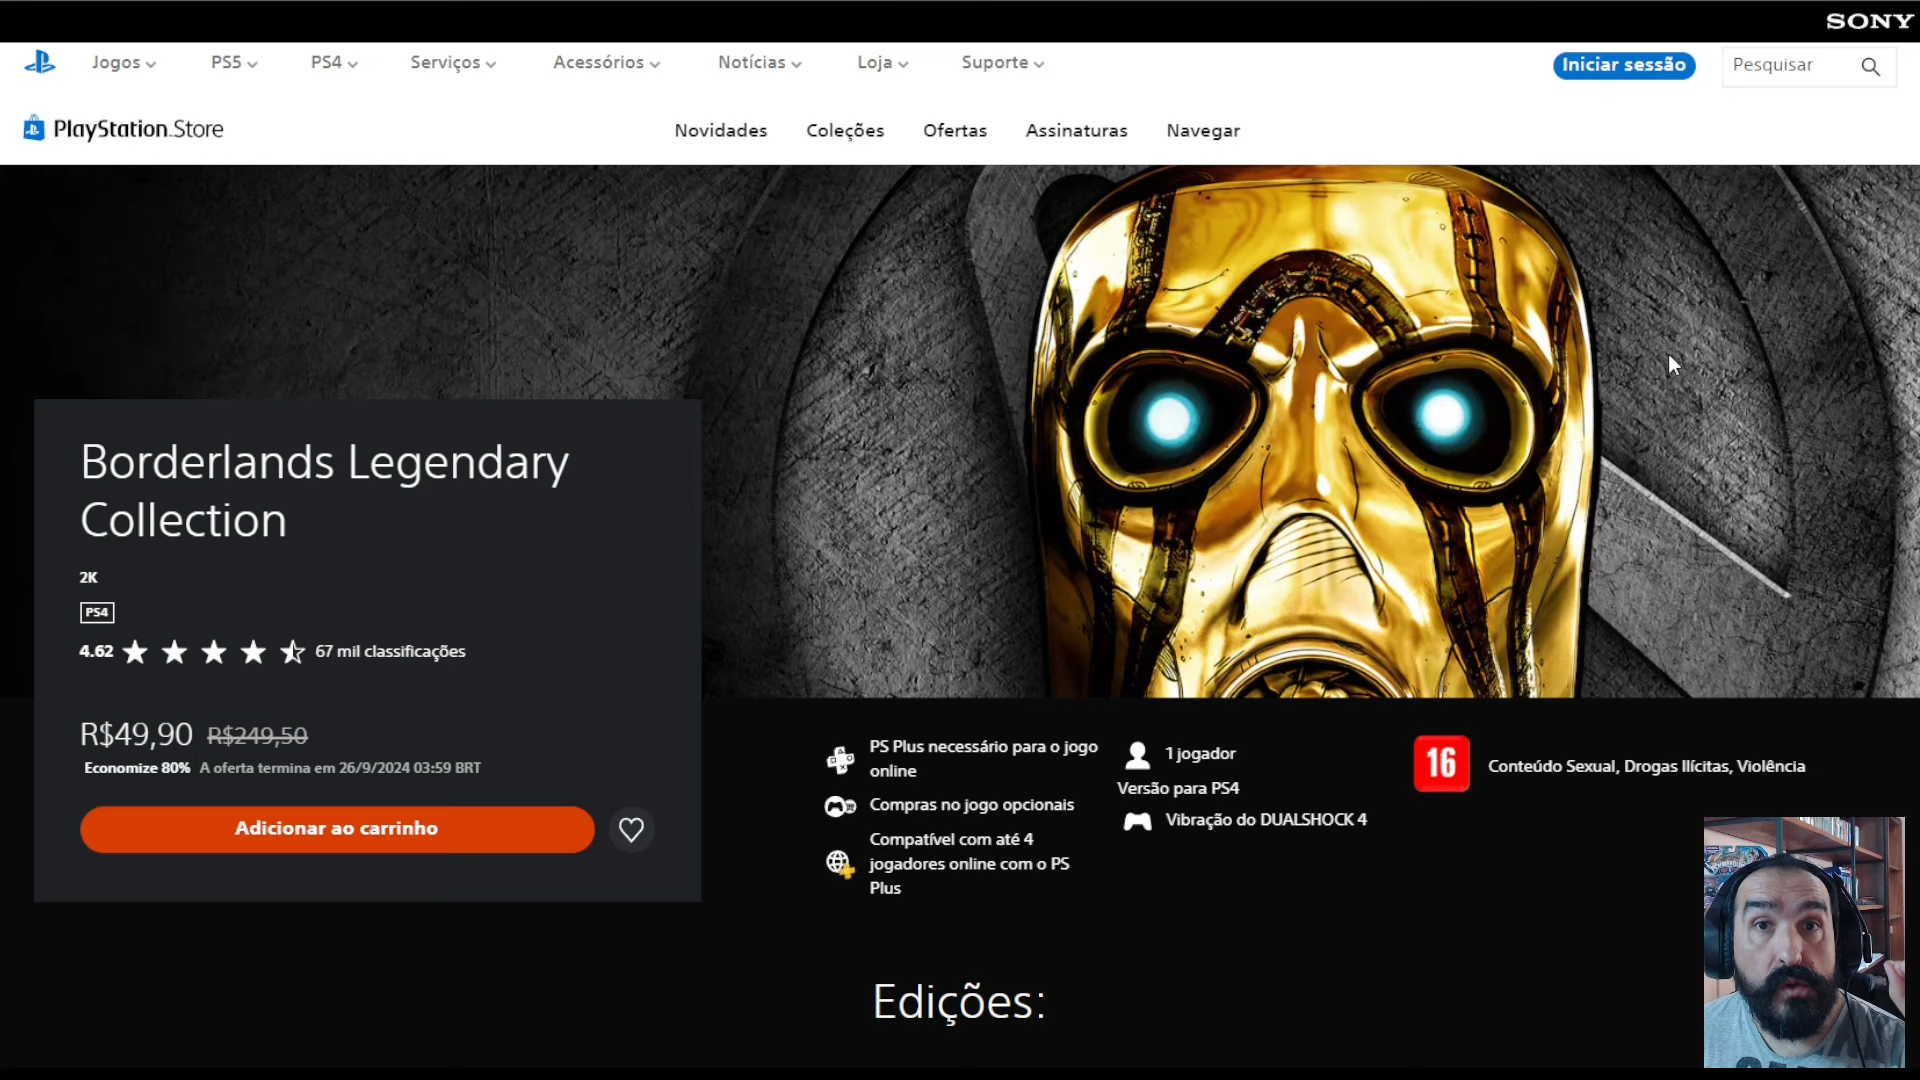 SONY
Jogos
PS5
PS4
Serviços
Acessórios
Notícias
Loja
Suporte
Iniciar sessão
Pesquisar
PlayStation Store
Novidades
Coleções
Ofertas
Assinaturas
Navegar
Borderlands Legendary
Collection
2K
PS4
4.62
67 mil classificações
R$49,90 R$249,50
Economize 80% A oferta termina em 26/9/2024 03:59 BRT
Adicionar ao carrinho
PS Plus necessário para o jogo
online
Compras no jogo opcionais
Compatível com até 4
jogadores online com o PS
Plus
1 jogador
Versão para PS4
Vibração do DUALSHOCK 4
16
Conteúdo Sexual, Drogas Ilícitas, Violência
Edições: